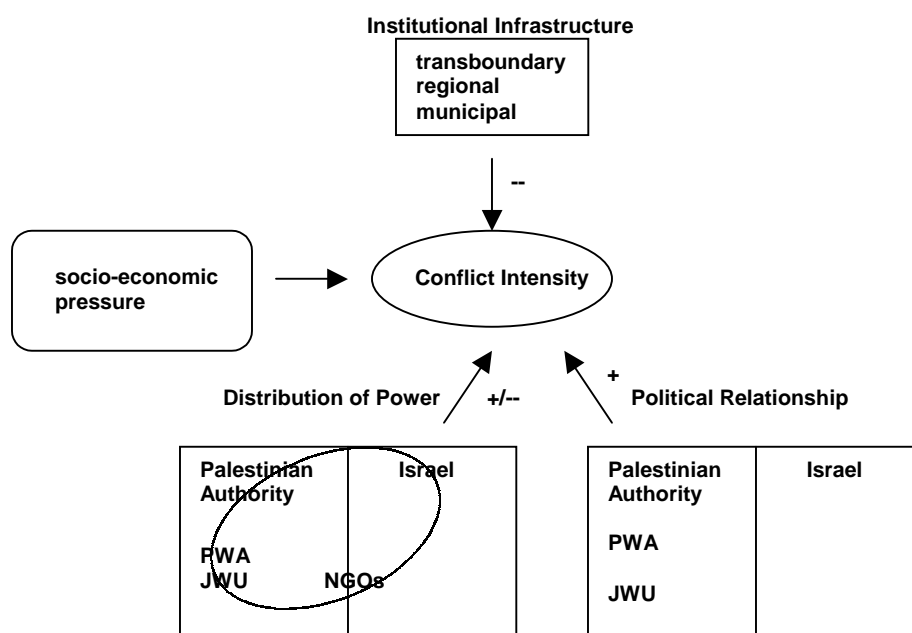 Institutional Infrastructure
transboundary
regional
municipal
--
socio-economic
pressure
Conflict Intensity
Distribution of Power
+/--
+
Political Relationship
Palestinian
Authority
Israel
PWA
JWU
NGOs
Palestinian
Authority
Israel
PWA
JWU